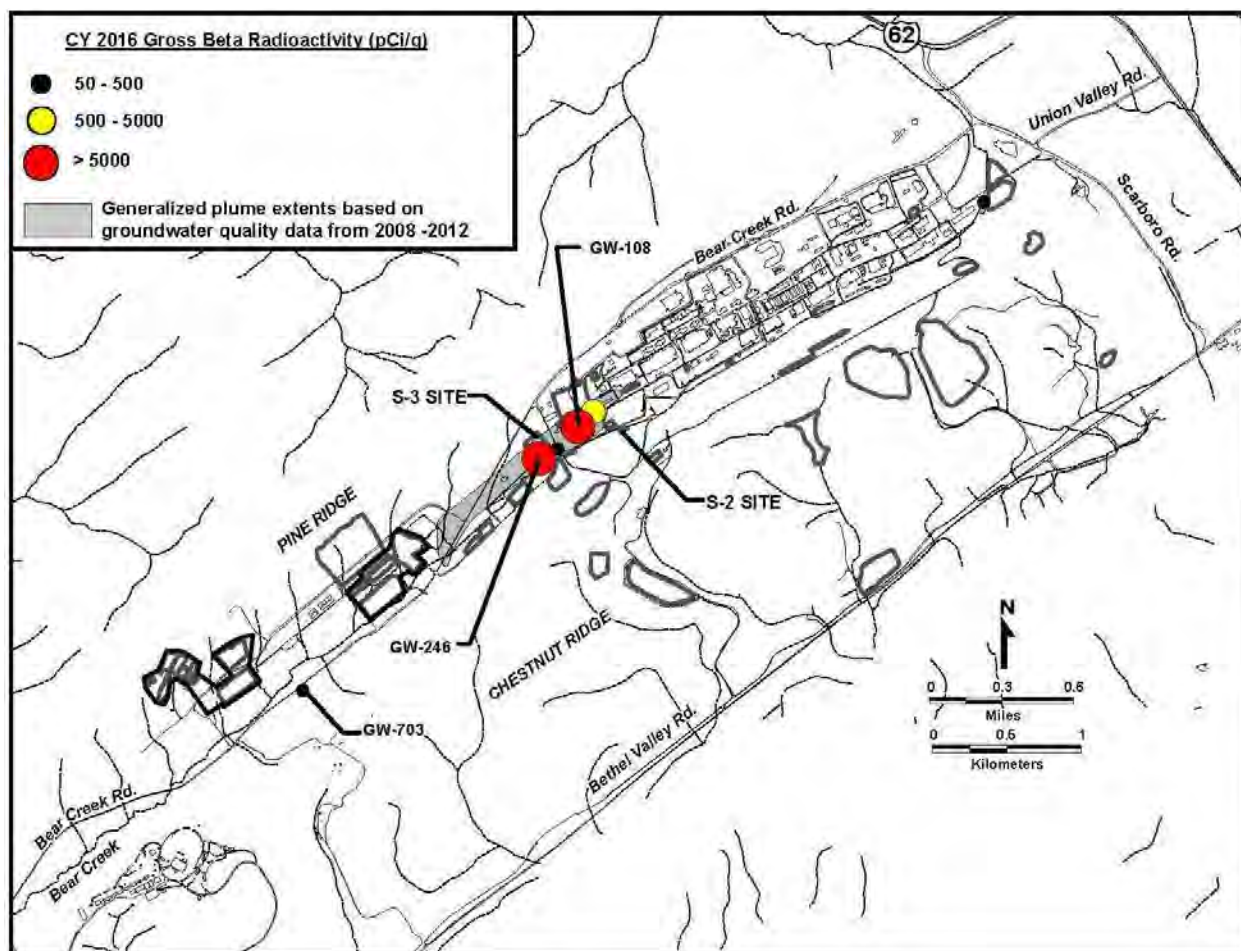 CY 2016 Gross Beta Radioactivity (pCi/g)
50 - 500
500 - 5000
> 5000
Generalized plume extents based on
groundwater quality data from 2008 -2012
62
Union Valley Rd.
Scarboro Rd.
Bear Creek Rd.
GW-108
S-3 SITE
S-2 SITE
PINE RIDGE
GW-246
CHESTNUT RIDGE
GW-703
Bethel Valley Rd.
N
0 0.3 0.6
Miles
0 0.5 1
Kilometers
Bear Creek Rd.
Bear Creek